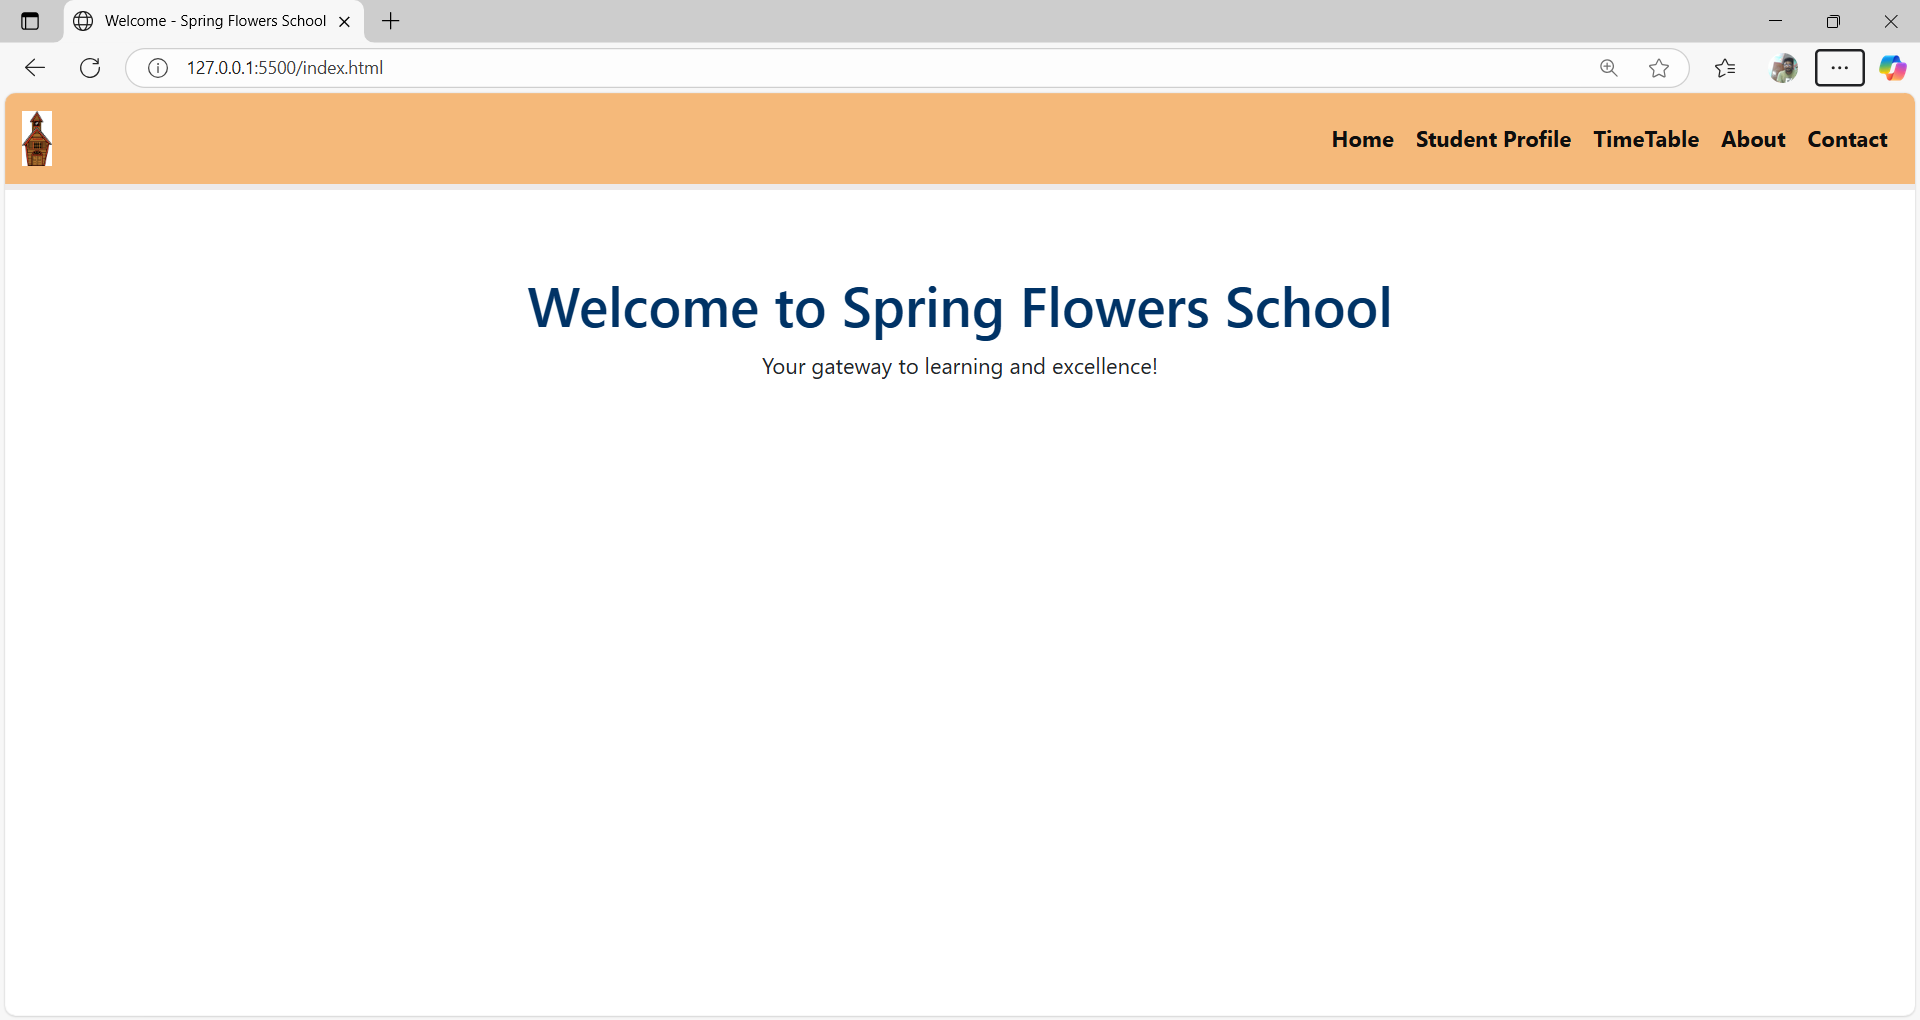 Welcome - Spring Flowers School
127.0.0.1:5500/index.html
Home Student Profile TimeTable About Contact
Welcome to Spring Flowers School
Your gateway to learning and excellence!